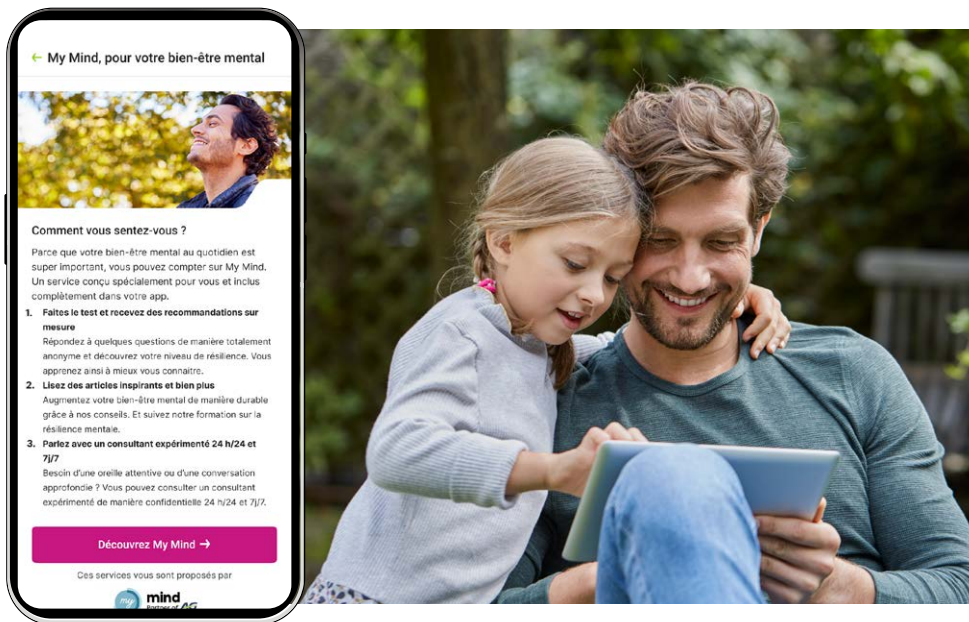 ← My Mind, pour votre bien-être mental
Comment vous sentez-vous ?
Parce que votre bien-être mental au quotidien est
super important, vous pouvez compter sur My Mind.
Un service conçu spécialement pour vous et inclus
complètement dans votre app.
1. Faites le test et recevez des recommandations sur
mesure
Répondez à quelques questions de manière totalement
anonyme et découvrez votre niveau de résilience. Vous
apprenez ainsi à mieux vous connaitre.
2. Lisez des articles inspirants et bien plus
Augmentez votre bien-être mental de manière durable
grâce à nos conseils. Et suivez notre formation sur la
résilience mentale.
3. Parlez avec un consultant expérimenté 24 h/24 et
7j/7
Besoin d'une oreille attentive ou d'une conversation
approfondie ? Vous pouvez consulter un consultant
expérimenté de manière confidentielle 24 h/24 et 7j/7.
Découvrez My Mind →
Ces services vous sont proposés par
my mind
Partner of AG